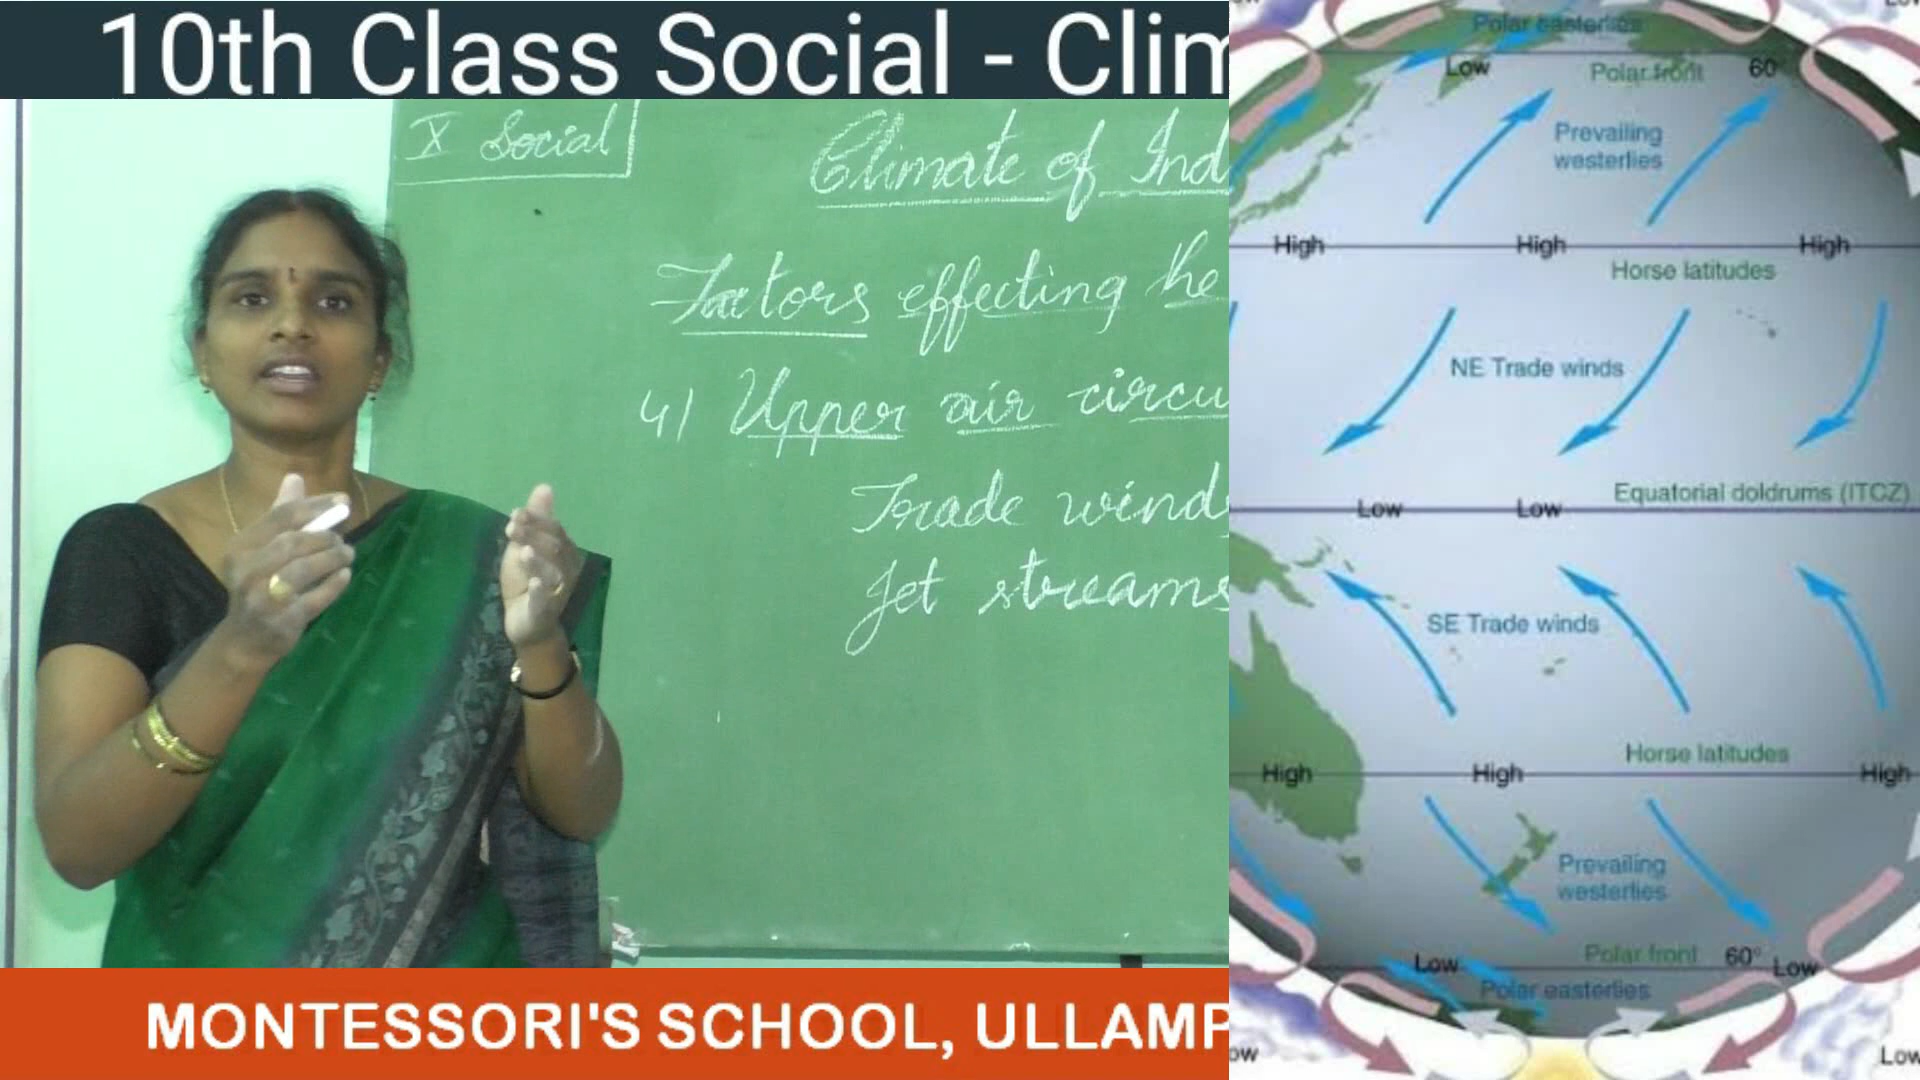 10th Class Social - Clim
X Social
Climate of Ind
Factors effecting he
4) Upper air circu
Trade wind
Jet streams
MONTESSORI'S SCHOOL, ULLAMP
Polar easterlies
Low
Polar front
60
Prevailing
westerlies
High
High
High
Horse latitudes
NE Trade winds
Equatorial doldrums (ITCZ)
Low
Low
SE Trade winds
Horse latitudes
High
High
High
Prevailing
westerlies
Polar front
60°
Low
Low
Polar easterlies
ow
Low